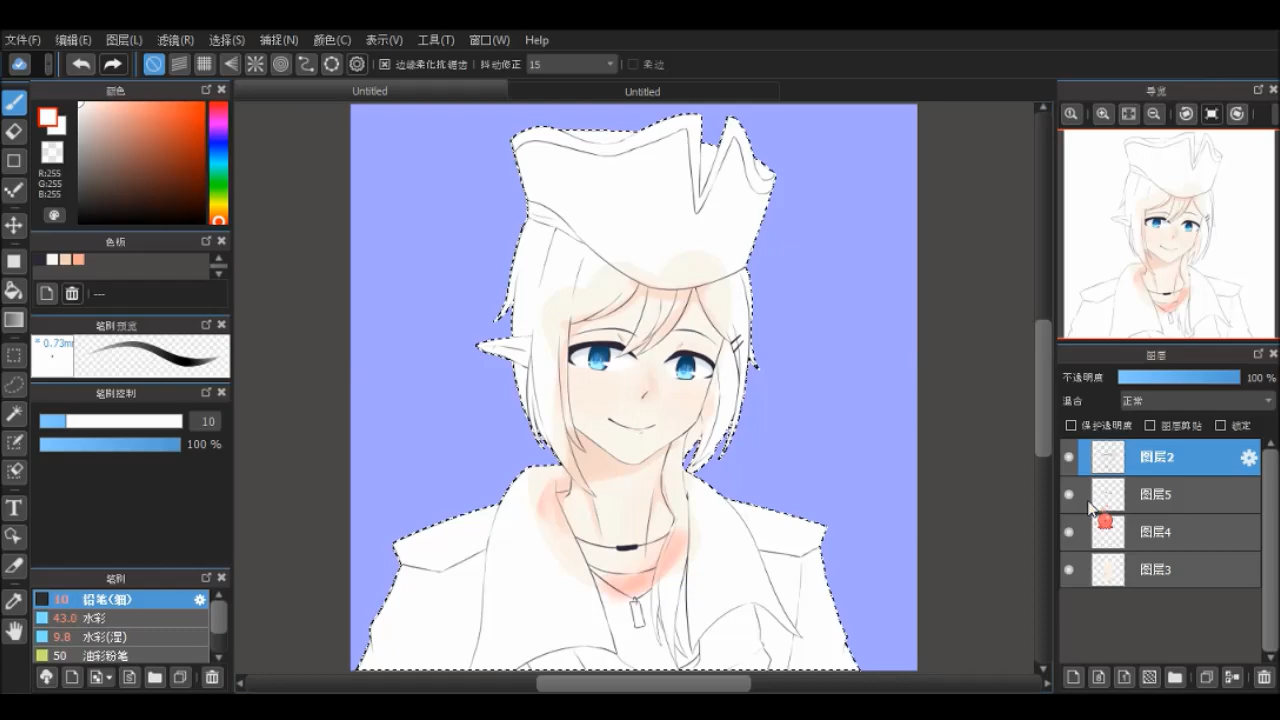 文件(F) 编辑(E) 图层(L) 滤镜(R) 选择(S) 捕捉(N) 颜色(C) 表示(V) 工具(T) 窗口(W) Help
边缘柔化抗锯齿 抖动修正 15 柔边
颜色 Untitled Untitled 导览
R:255
G:255
B:255
色板
---
笔刷预览
* 0.73m
笔刷控制
10
100 %
图层
不透明度 100 %
混合 正常
保护透明度 图层剪贴 锁定
图层2
图层5
图层4
图层3
笔刷
10 铅笔(细)
43.0 水彩
9.8 水彩(湿)
50 油彩粉笔